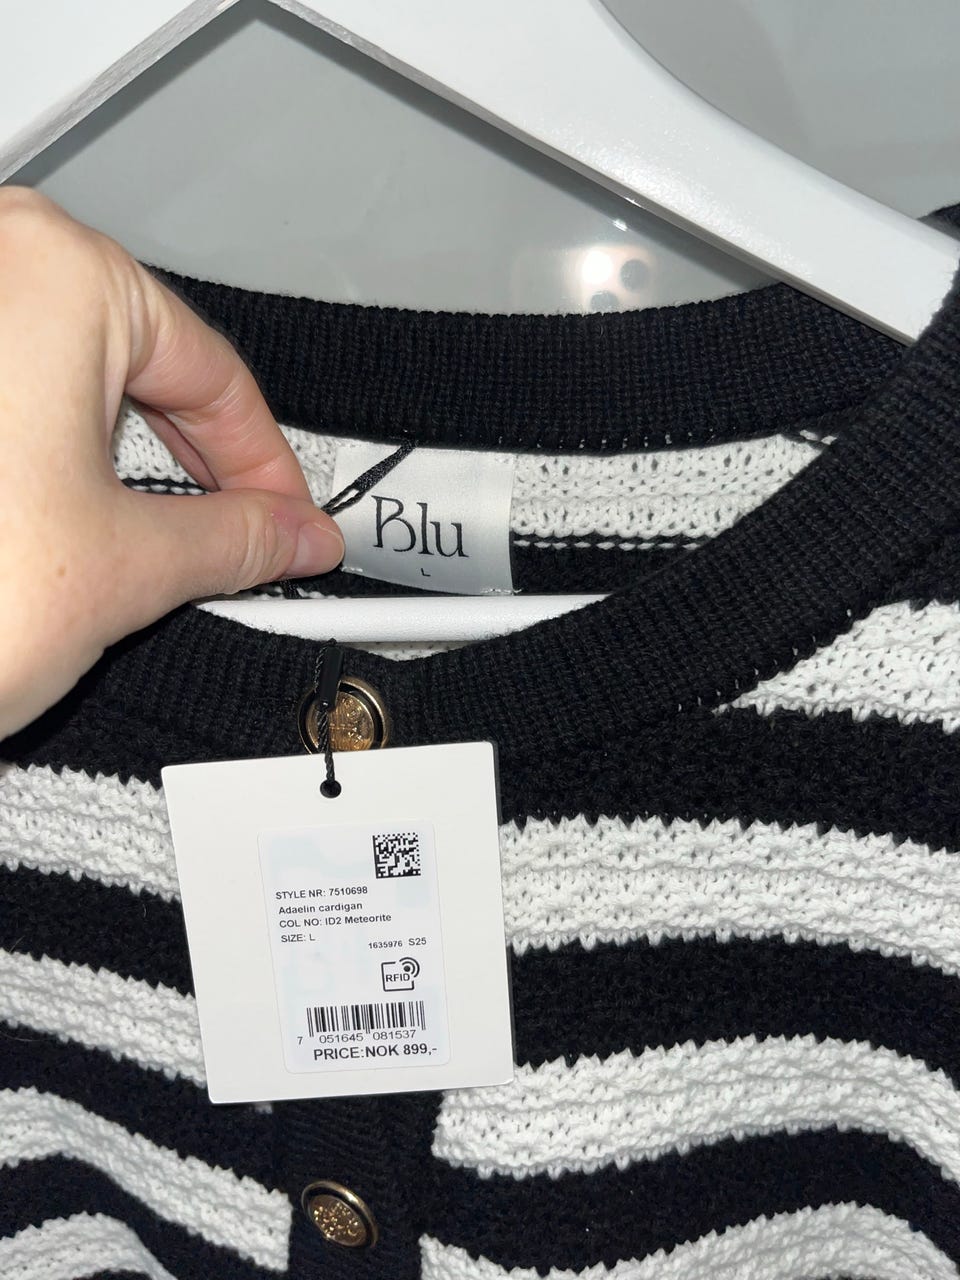 Blu
L
STYLE NR: 7510698
Adaelin cardigan
COL NO: ID2 Meteorite
SIZE: L
1635976 S25
RFID
7 051645 081537
PRICE:NOK 899,-